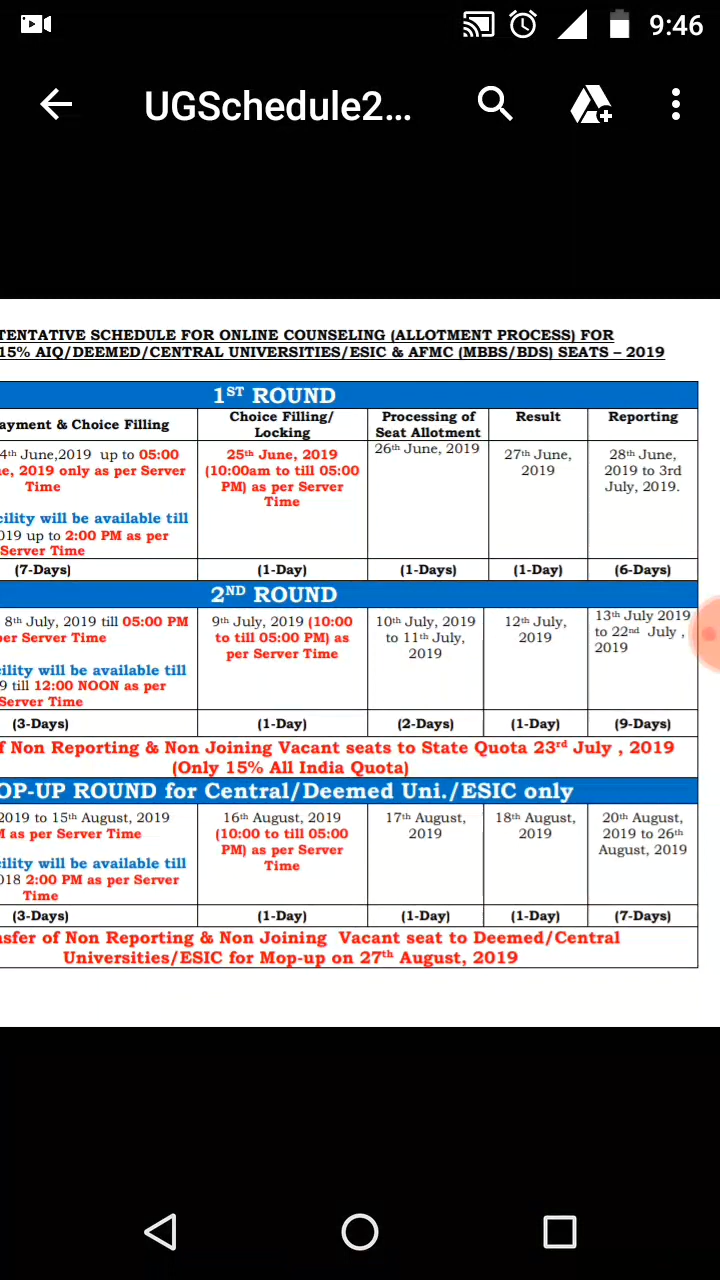 9:46
UGSchedule2...
TENTATIVE SCHEDULE FOR ONLINE COUNSELING (ALLOTMENT PROCESS) FOR
15% AIQ/DEEMED/CENTRAL UNIVERSITIES/ESIC & AFMC (MBBS/BDS) SEATS – 2019
1ST ROUND
ayment & Choice Filling
Choice Filling/
Locking
Processing of
Seat Allotment
Result
Reporting
4th June,2019 up to 05:00
e, 2019 only as per Server
Time
cility will be available till
019 up to 2:00 PM as per
Server Time
25th June, 2019
(10:00am to till 05:00
PM) as per Server
Time
26th June, 2019
27th June,
2019
28th June,
2019 to 3rd
July, 2019.
(7-Days)
(1-Day)
(1-Days)
(1-Day)
(6-Days)
2ND ROUND
8th July, 2019 till 05:00 PM
per Server Time
cility will be available till
9 till 12:00 NOON as per
Server Time
9th July, 2019 (10:00
to till 05:00 PM) as
per Server Time
10th July, 2019
to 11th July,
2019
12th July,
2019
13th July 2019
to 22nd July ,
2019
(3-Days)
(1-Day)
(2-Days)
(1-Day)
(9-Days)
f Non Reporting & Non Joining Vacant seats to State Quota 23rd July , 2019
(Only 15% All India Quota)
OP-UP ROUND for Central/Deemed Uni./ESIC only
2019 to 15th August, 2019
M as per Server Time
cility will be available till
018 2:00 PM as per Server
Time
16th August, 2019
(10:00 to till 05:00
PM) as per Server
Time
17th August,
2019
18th August,
2019
20th August,
2019 to 26th
August, 2019
(3-Days)
(1-Day)
(1-Day)
(1-Day)
(7-Days)
nsfer of Non Reporting & Non Joining Vacant seat to Deemed/Central
Universities/ESIC for Mop-up on 27th August, 2019